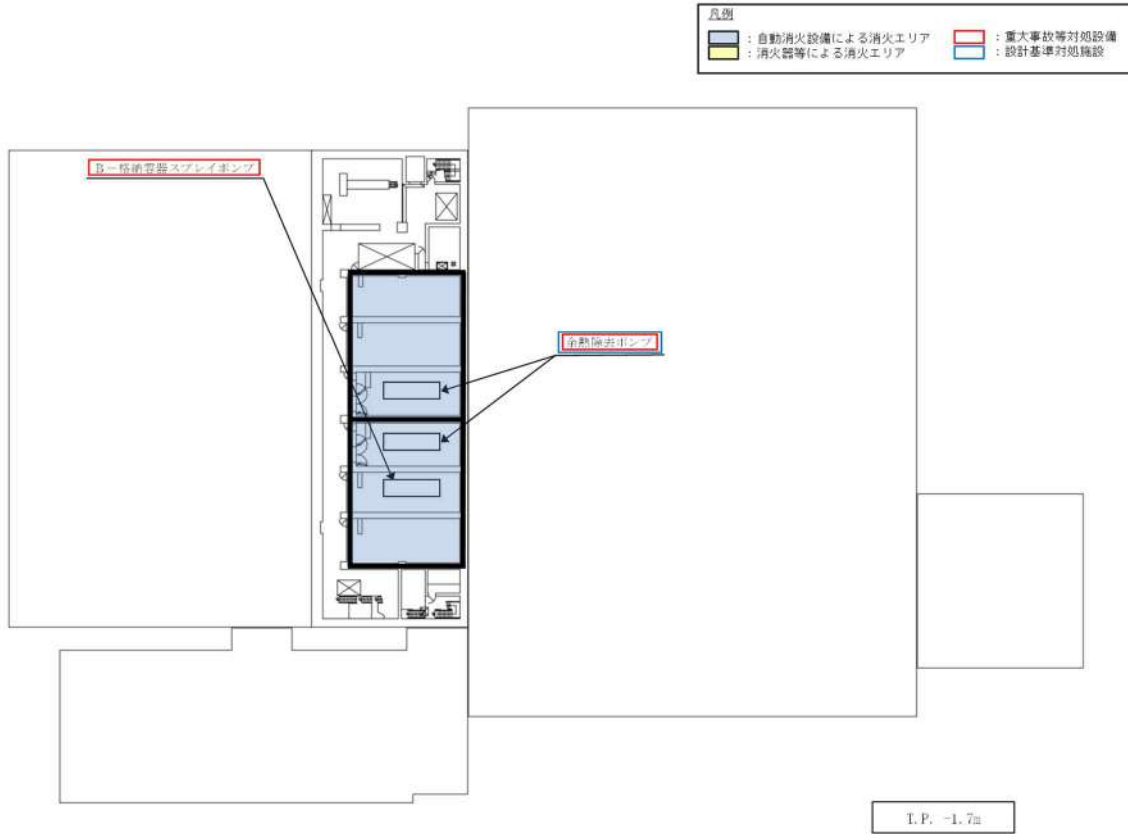 凡例
：自動消火設備による消火エリア
：重大事故等対処設備
：消火器等による消火エリア
：設計基準対処施設
B－格納容器スプレイポンプ
余熱除去ポンプ
T.P. -1.7m